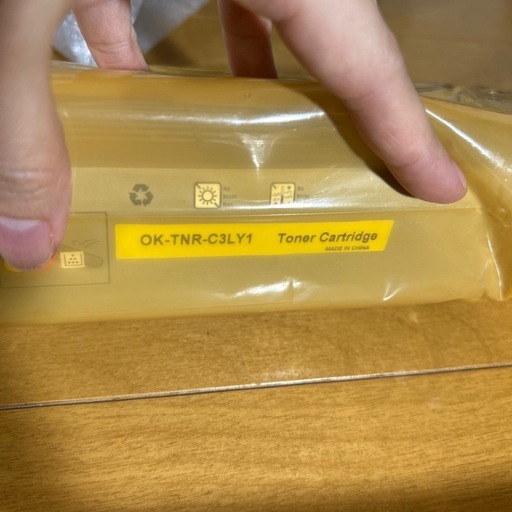 OK-TNR-C3LY1 Toner Cartridge
MADE IN CHINA